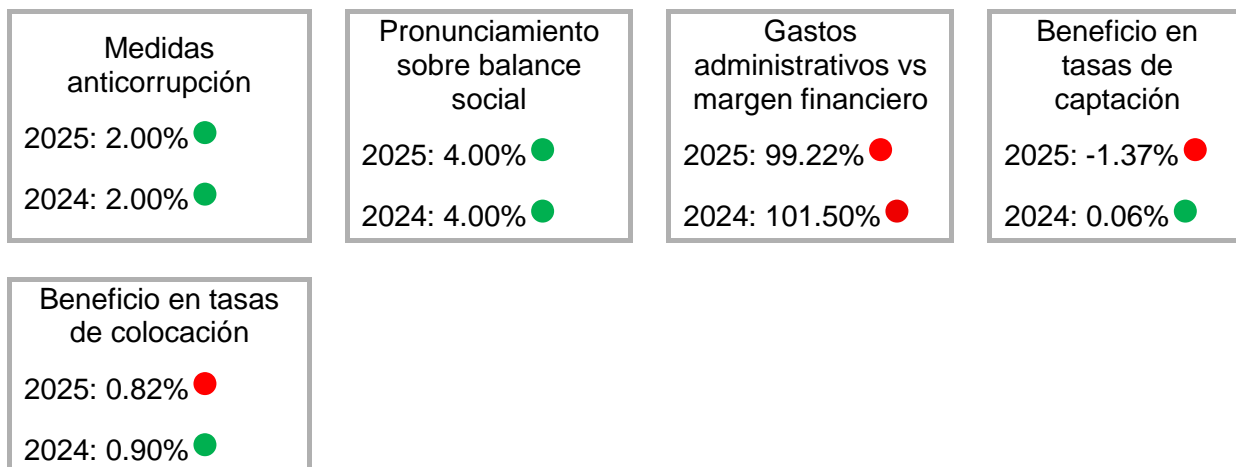 Medidas
anticorrupción
2025: 2.00%
2024: 2.00%
Pronunciamiento
sobre balance
social
2025: 4.00%
2024: 4.00%
Gastos
administrativos vs
margen financiero
2025: 99.22%
2024: 101.50%
Beneficio en
tasas de
captación
2025: -1.37%
2024: 0.06%
Beneficio en tasas
de colocación
2025: 0.82%
2024: 0.90%